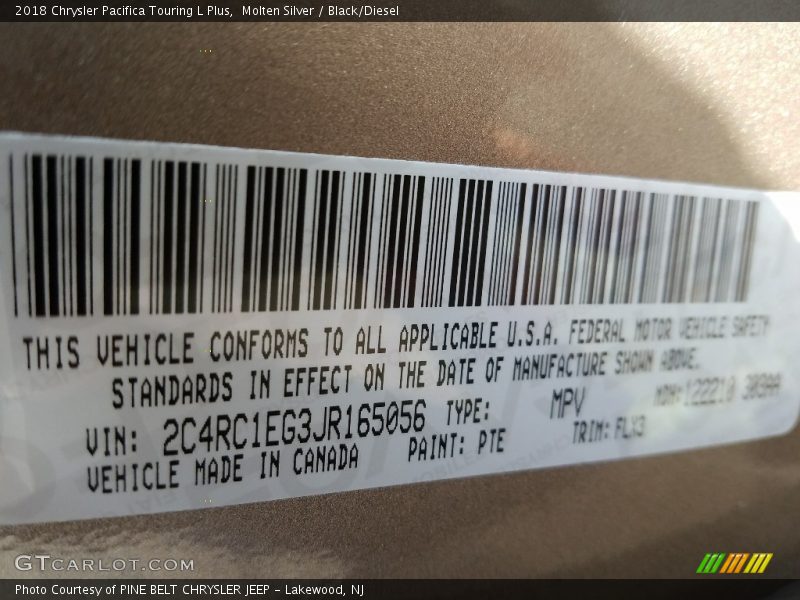 2018 Chrysler Pacifica Touring L Plus,  Molten Silver / Black/Diesel
THIS VEHICLE CONFORMS TO ALL APPLICABLE U.S.A. FEDERAL MOTOR VEHICLE SAFETY
STANDARDS IN EFFECT ON THE DATE OF MANUFACTURE SHOWN ABOVE.
VIN: 2C4RC1EG3JR165056 TYPE: MPV MDH:122210
VEHICLE MADE IN CANADA PAINT: PTE TRIM: FLX3
GTCARLOT.COM
Photo Courtesy of PINE BELT CHRYSLER JEEP - Lakewood, NJ